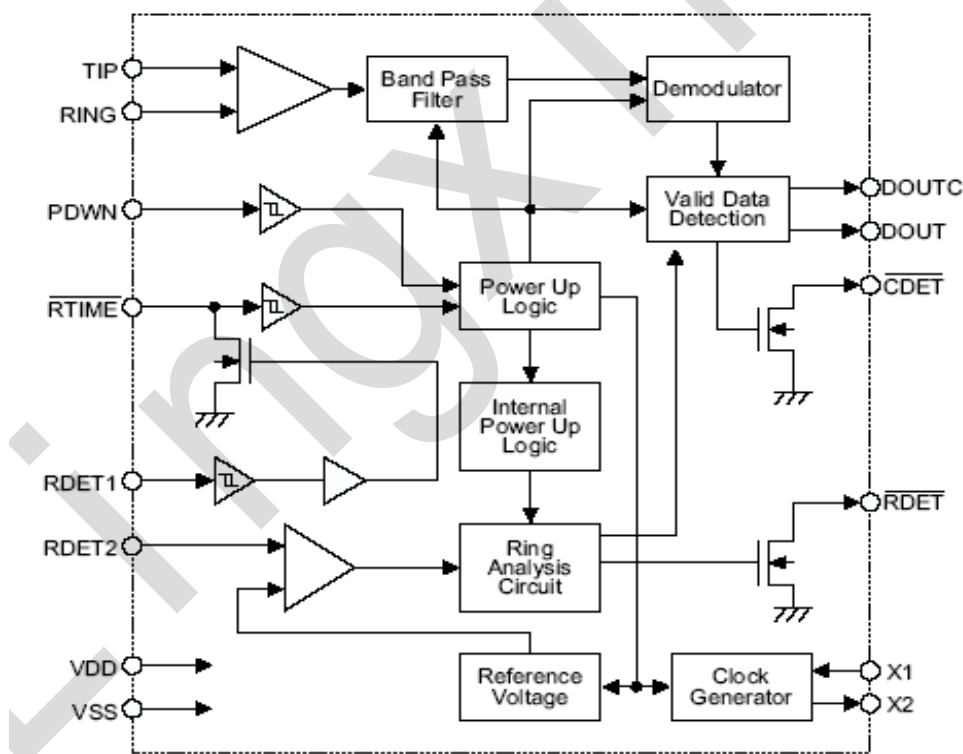 TIP
RING
Band Pass
Filter
Demodulator
PDWN
Valid Data
Detection
DOUTC
DOUT
RTIME
Power Up
Logic
CDET
Internal
Power Up
Logic
RDET1
RDET2
Ring
Analysis
Circuit
RDET
VDD
VSS
Reference
Voltage
Clock
Generator
X1
X2
Lingxin